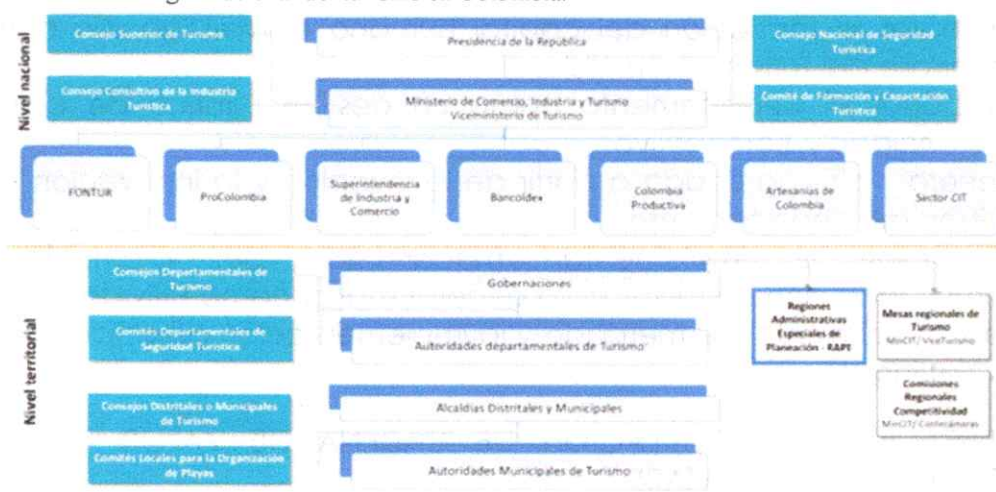 Nivel nacional
Consejo Superior de Turismo
Presidencia de la República
Consejo Nacional de Seguridad
Turística
Consejo Consultivo de la Industria
Turística
Ministerio de Comercio, Industria y Turismo
Viceministerio de Turismo
Comité de Formación y Capacitación
Turística
FONTUR
ProColombia
Superintendencia
de Industria y
Comercio
Bancoldex
Colombia
Productiva
Artesanías de
Colombia
Sector CIT
Nivel territorial
Consejos Departamentales de
Turismo
Gobernaciones
Comités Departamentales de
Seguridad Turística
Autoridades departamentales de Turismo
Regiones
Administrativas
Especiales de
Planeación - RAPE
Mesas regionales de
Turismo
MinCIT/ViceTurismo
Consejos Distritales o Municipales
de Turismo
Alcaldías Distritales y Municipales
Comisiones
Regionales
Competitividad
MinCIT/Confecámaras
Comités Locales para la Organización
de Playas
Autoridades Municipales de Turismo